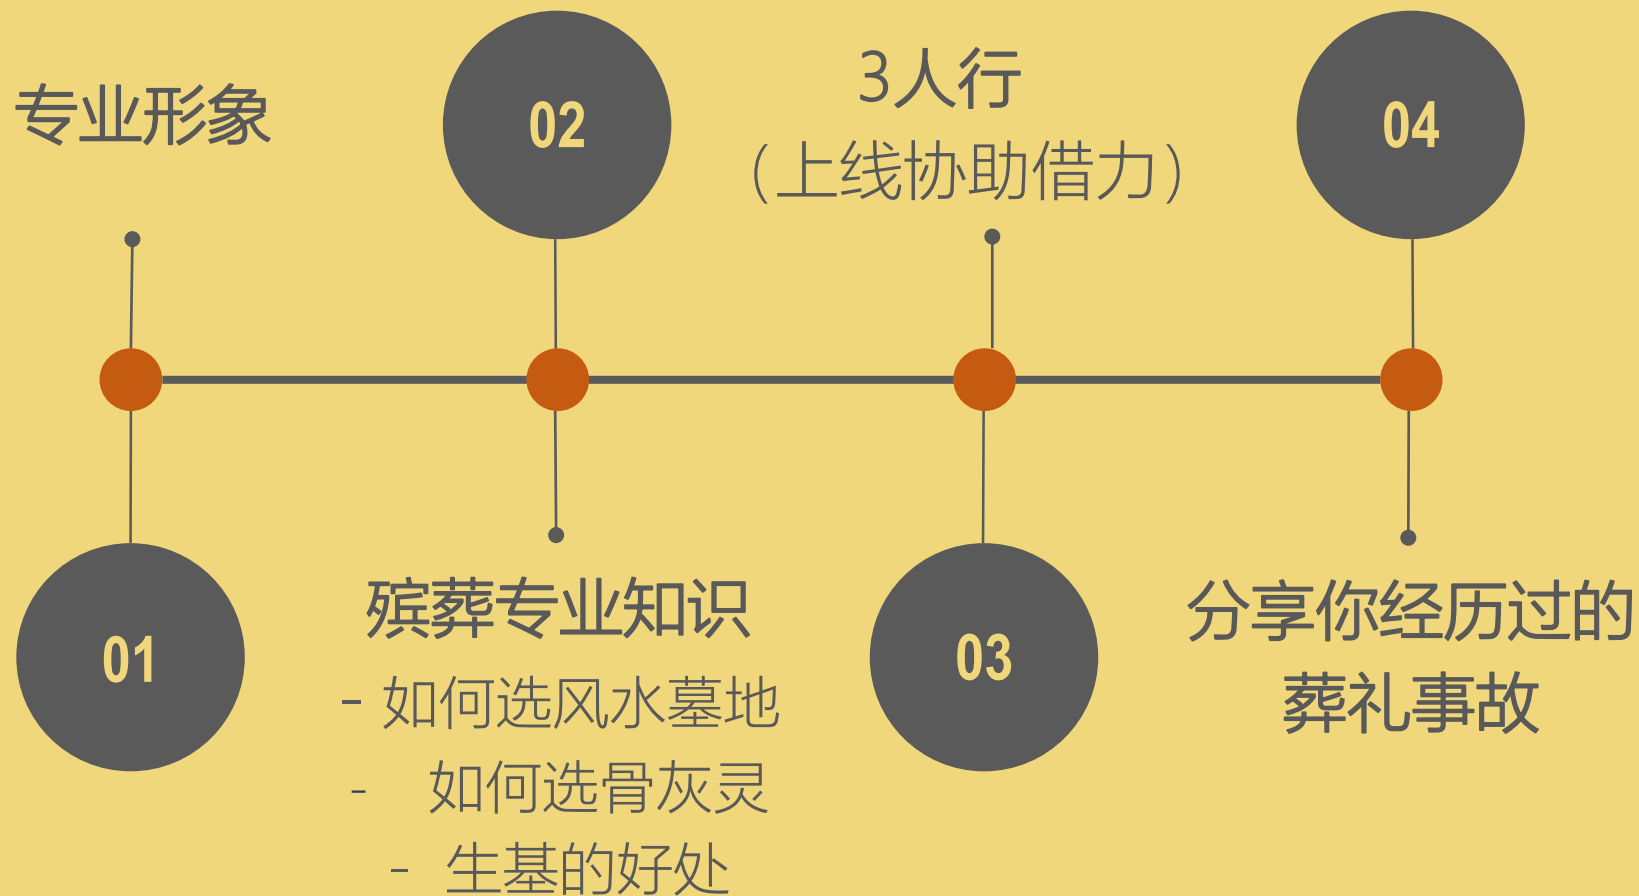 专业形象
01
02
殡葬专业知识
- 如何选风水墓地
- 如何选骨灰灵
- 生基的好处
3人行
（上线协助借力）
03
04
分享你经历过的
葬礼事故